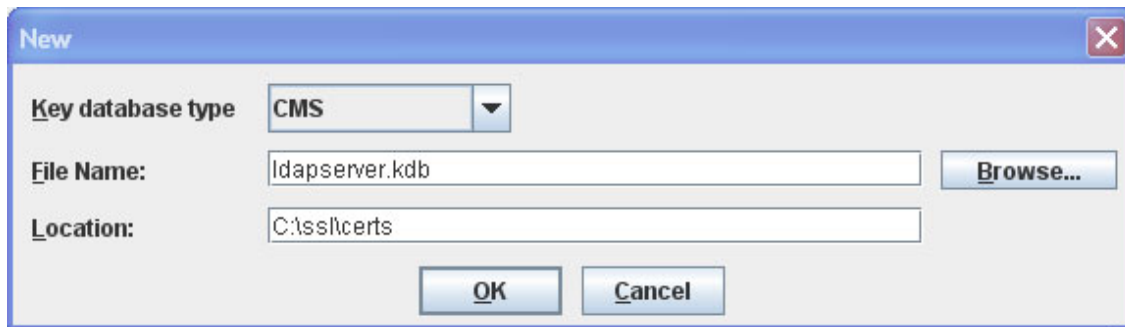 New
Key database type CMS
File Name: ldapserver.kdb Browse...
Location: C:\ssl\certs
OK Cancel